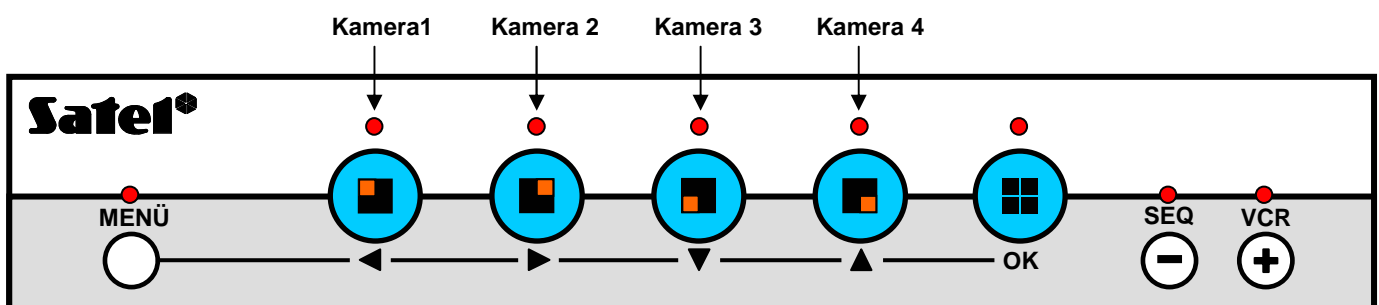 Kamera1 Kamera 2 Kamera 3 Kamera 4
Satel
MENÜ SEQ VCR
OK